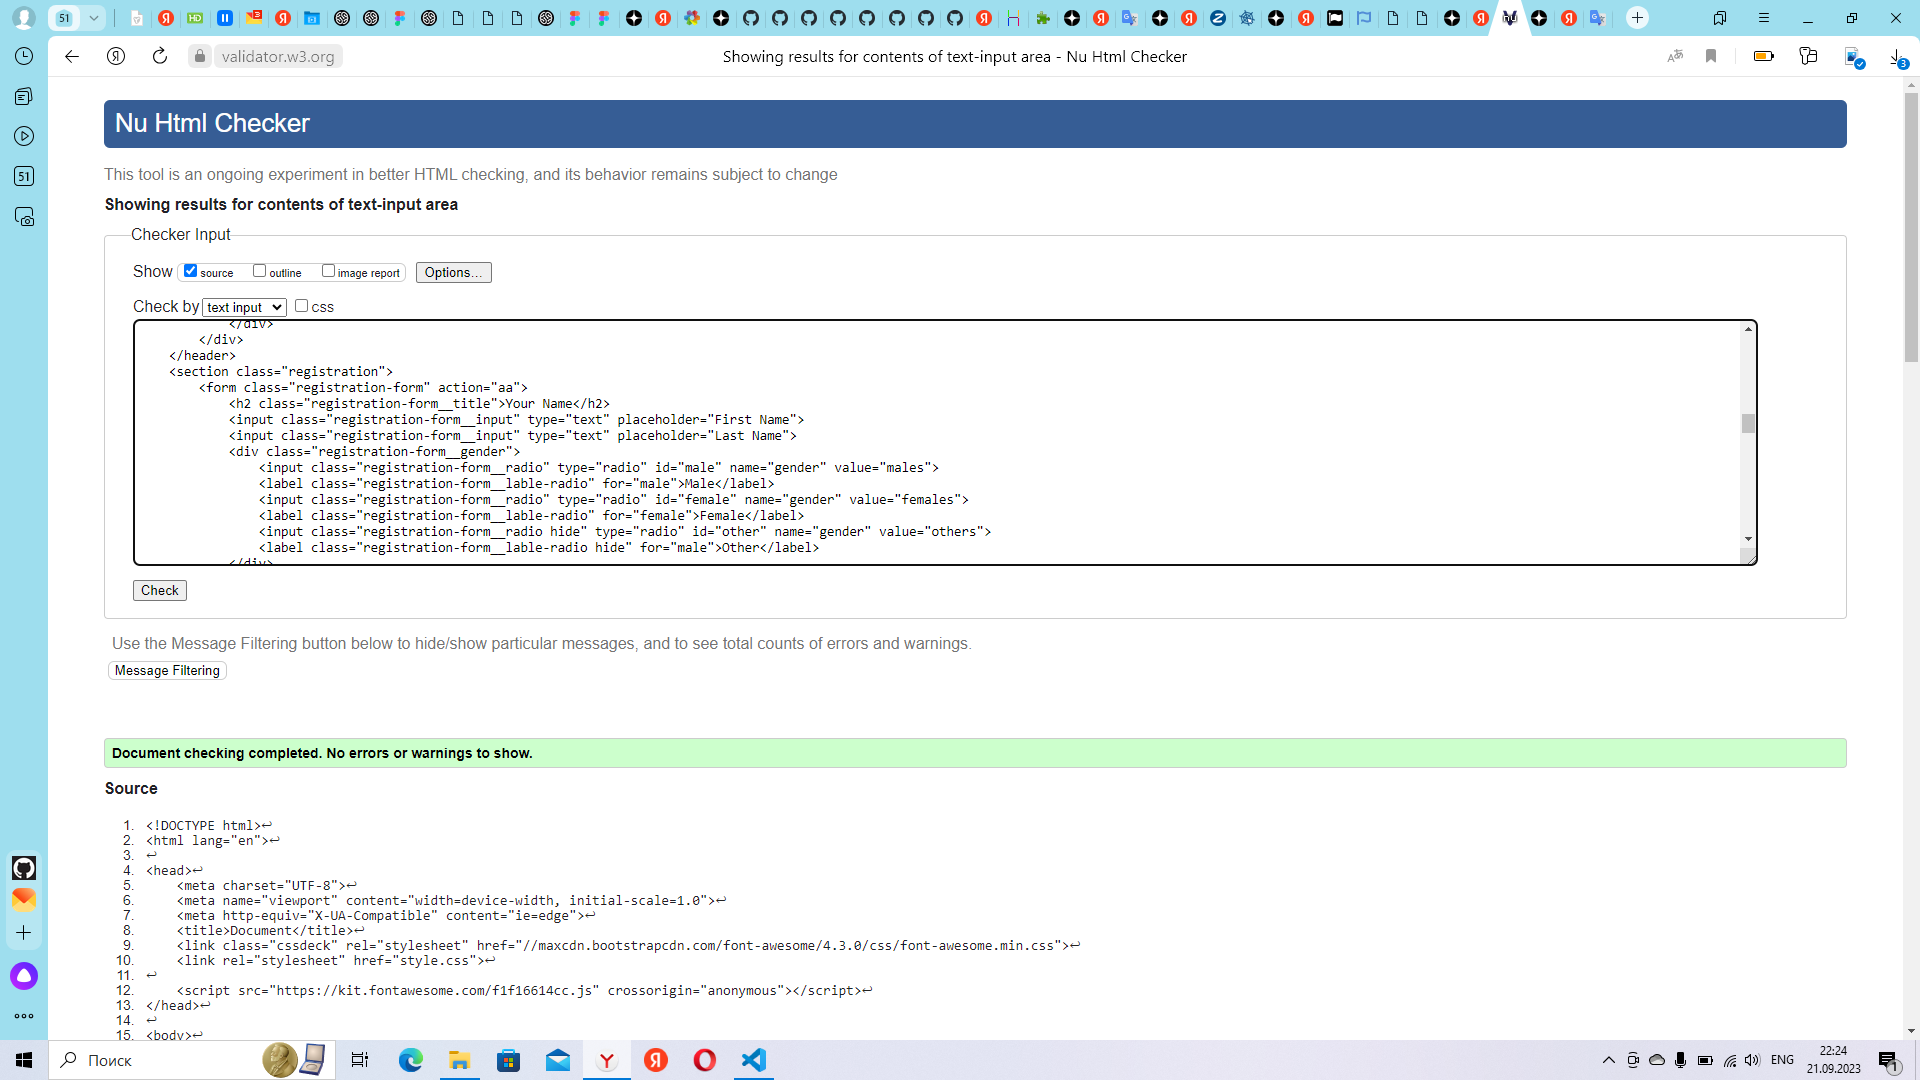 51
HD
3
validator.w3.org
Showing results for contents of text-input area - Nu Html Checker
3
51
Nu Html Checker
This tool is an ongoing experiment in better HTML checking, and its behavior remains subject to change
Showing results for contents of text-input area
Checker Input
Show source outline image report Options...
Check by text input css
</div>
</div>
</header>
<section class="registration">
<form class="registration-form" action="aa">
<h2 class="registration-form__title">Your Name</h2>
<input class="registration-form__input" type="text" placeholder="First Name">
<input class="registration-form__input" type="text" placeholder="Last Name">
<div class="registration-form__gender">
<input class="registration-form__radio" type="radio" id="male" name="gender" value="males">
<label class="registration-form__lable-radio" for="male">Male</label>
<input class="registration-form__radio" type="radio" id="female" name="gender" value="females">
<label class="registration-form__lable-radio" for="female">Female</label>
<input class="registration-form__radio hide" type="radio" id="other" name="gender" value="others">
<label class="registration-form__lable-radio hide" for="male">Other</label>
</div>
Check
Use the Message Filtering button below to hide/show particular messages, and to see total counts of errors and warnings.
Message Filtering
Document checking completed. No errors or warnings to show.
Source
1. <!DOCTYPE html>↩
2. <html lang="en">↩
3. ↩
4. <head>↩
5. <meta charset="UTF-8">↩
6. <meta name="viewport" content="width=device-width, initial-scale=1.0">↩
7. <meta http-equiv="X-UA-Compatible" content="ie=edge">↩
8. <title>Document</title>↩
9. <link class="cssdeck" rel="stylesheet" href="//maxcdn.bootstrapcdn.com/font-awesome/4.3.0/css/font-awesome.min.css">↩
10. <link rel="stylesheet" href="style.css">↩
11. ↩
12. <script src="https://kit.fontawesome.com/f1f16614cc.js" crossorigin="anonymous"></script>↩
13. </head>↩
14. ↩
15. <body>↩
Поиск
ENG
22:24
21.09.2023
1